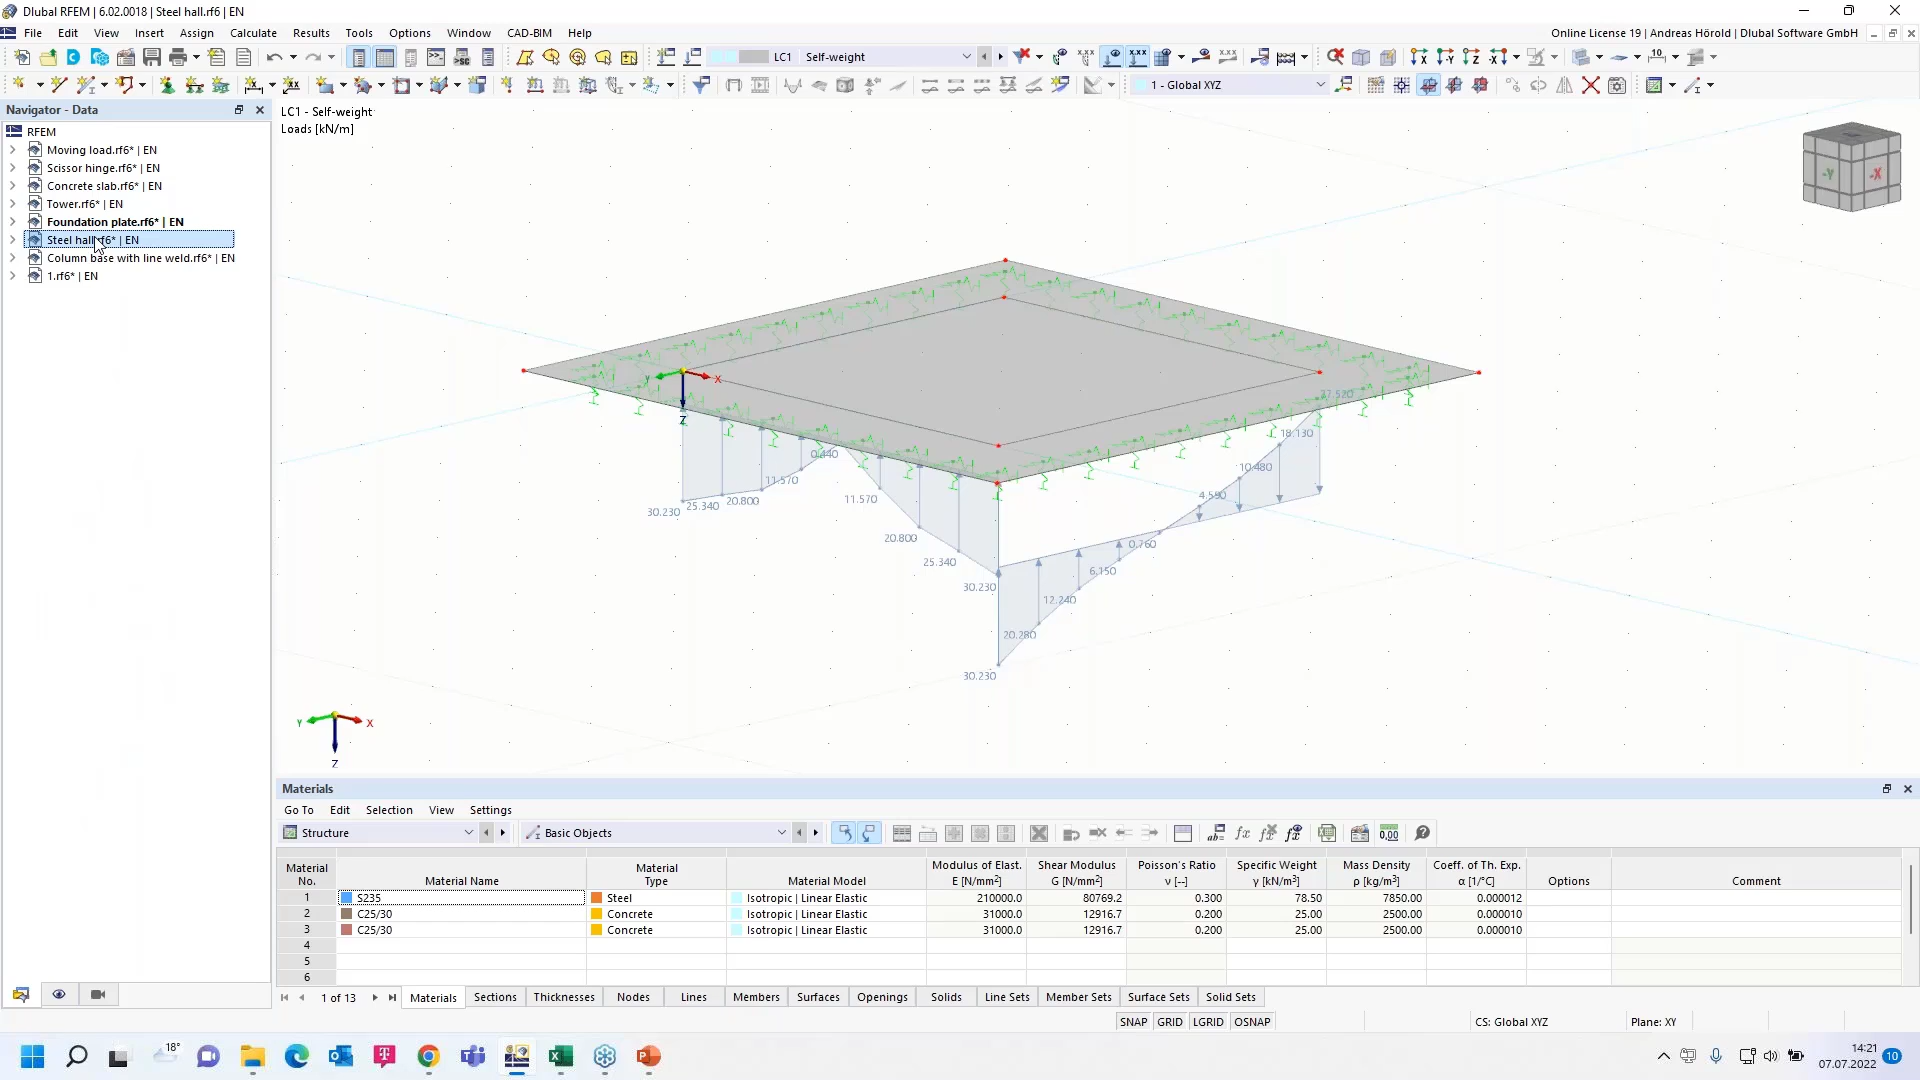 Dlubal RFEM | 6.02.0018 | Steel hall.rf6 | EN
File Edit View Insert Assign Calculate Results Tools Options Window CAD-BIM Help
Online License 19 | Andreas Hörold | Dlubal Software GmbH
LC1 Self-weight
1 - Global XYZ
Navigator - Data
RFEM
Moving load.rf6* | EN
Scissor hinge.rf6* | EN
Concrete slab.rf6* | EN
Tower.rf6* | EN
Foundation plate.rf6* | EN
Steel hall.rf6* | EN
Column base with line weld.rf6* | EN
1.rf6* | EN
LC1 - Self-weight
Loads [kN/m]
-Y -X
Y X
Z
37.520
18.130
10.480
4.590
0.760
6.150
12.240
20.280
30.230
0.440
11.570
20.800
25.340
30.230
11.570
20.800
25.340
30.230
Y X
Z
Materials
Go To Edit Selection View Settings
Structure Basic Objects
Material No. Material Name Material Type Material Model Modulus of Elast. E [N/mm²] Shear Modulus G [N/mm²] Poisson's Ratio ν [--] Specific Weight γ [kN/m³] Mass Density ρ [kg/m³] Coeff. of Th. Exp. α [1/°C] Options Comment
1 S235 Steel Isotropic | Linear Elastic 210000.0 80769.2 0.300 78.50 7850.00 0.000012
2 C25/30 Concrete Isotropic | Linear Elastic 31000.0 12916.7 0.200 25.00 2500.00 0.000010
3 C25/30 Concrete Isotropic | Linear Elastic 31000.0 12916.7 0.200 25.00 2500.00 0.000010
4
5
6
1 of 13 Materials Sections Thicknesses Nodes Lines Members Surfaces Openings Solids Line Sets Member Sets Surface Sets Solid Sets
SNAP GRID LGRID OSNAP CS: Global XYZ Plane: XY
18°
14:21
07.07.2022
10